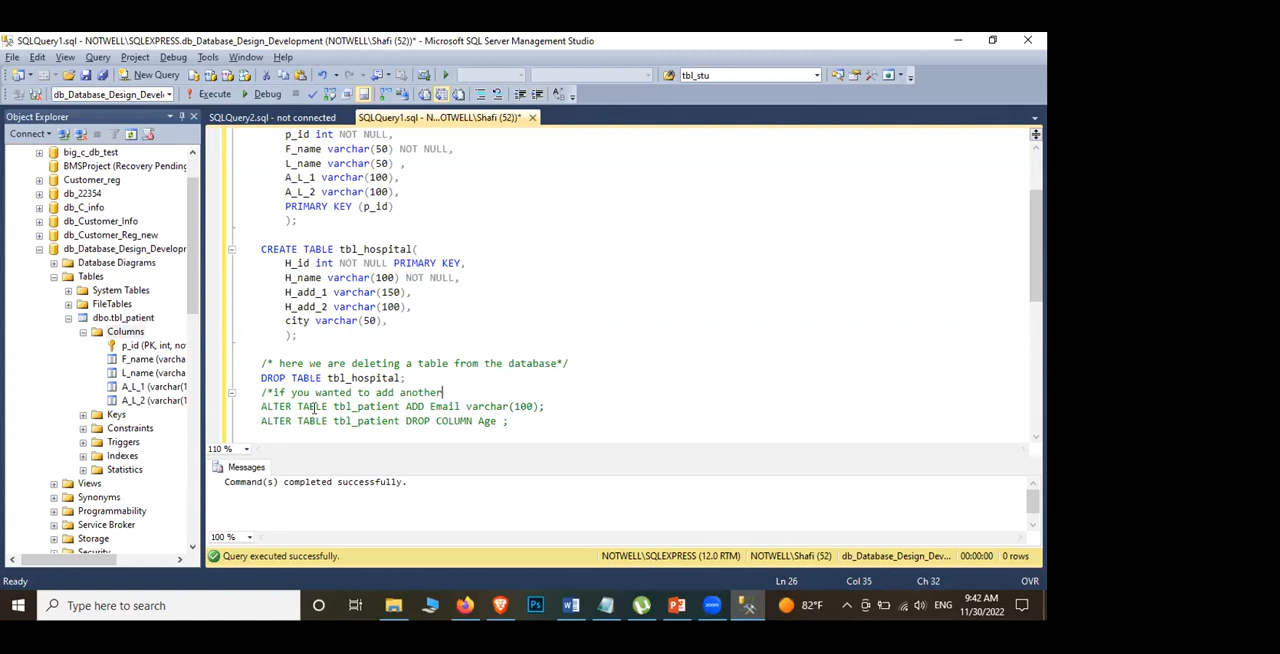 SQLQuery1.sql - NOTWELL\SQLEXPRESS.db_Database_Design_Development (NOTWELL\Shafi (52))* - Microsoft SQL Server Management Studio
File Edit View Query Project Debug Tools Window Help
New Query tbl_stu
db_Database_Design_Devel Execute Debug
Object Explorer
SQLQuery2.sql - not connected SQLQuery1.sql - N...OTWELL\Shafi (52))*
Connect
big_c_db_test
BMSProject (Recovery Pending
Customer_reg
db_22354
db_C_info
db_Customer_Info
db_Customer_Reg_new
db_Database_Design_Develop
Database Diagrams
Tables
System Tables
FileTables
dbo.tbl_patient
Columns
p_id (PK, int, no
F_name (varcha
L_name (varcha
A_L_1 (varchar(1
A_L_2 (varchar(1
Keys
Constraints
Triggers
Indexes
Statistics
Views
Synonyms
Programmability
Service Broker
Storage
Security
p_id int NOT NULL,
F_name varchar(50) NOT NULL,
L_name varchar(50) ,
A_L_1 varchar(100),
A_L_2 varchar(100),
PRIMARY KEY (p_id)
);
CREATE TABLE tbl_hospital(
H_id int NOT NULL PRIMARY KEY,
H_name varchar(100) NOT NULL,
H_add_1 varchar(150),
H_add_2 varchar(100),
city varchar(50),
);
/* here we are deleting a table from the database*/
DROP TABLE tbl_hospital;
/*if you wanted to add another
ALTER TABLE tbl_patient ADD Email varchar(100);
ALTER TABLE tbl_patient DROP COLUMN Age ;
110 %
Messages
Command(s) completed successfully.
100 %
Query executed successfully. NOTWELL\SQLEXPRESS (12.0 RTM) NOTWELL\Shafi (52) db_Database_Design_Dev... 00:00:00 0 rows
Ready Ln 26 Col 35 Ch 32 OVR
Type here to search 82°F ENG 9:42 AM
11/30/2022